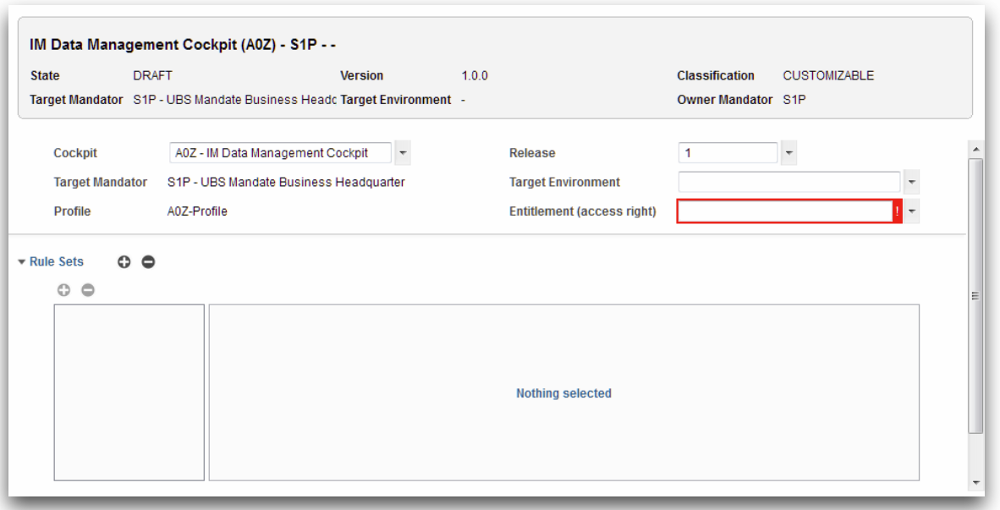 IM Data Management Cockpit (A0Z) - S1P - -
State DRAFT Version 1.0.0 Classification CUSTOMIZABLE
Target Mandator S1P - UBS Mandate Business Headc Target Environment - Owner Mandator S1P
Cockpit A0Z - IM Data Management Cockpit Release 1
Target Mandator S1P - UBS Mandate Business Headquarter Target Environment
Profile A0Z-Profile Entitlement (access right) !
Rule Sets
Nothing selected